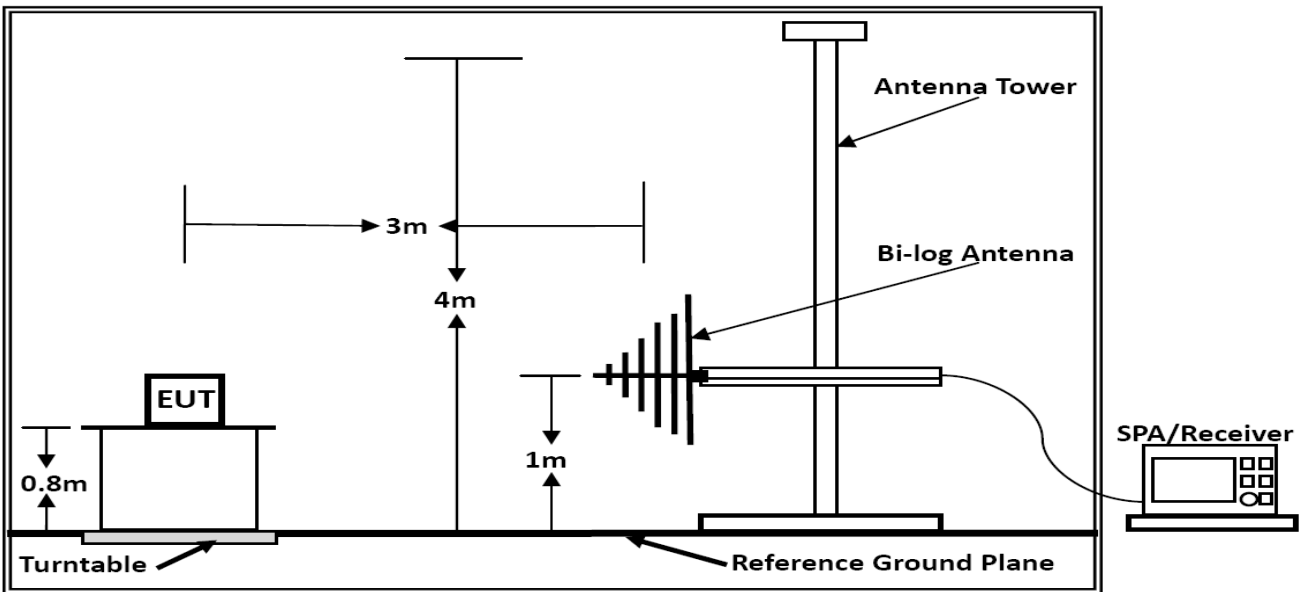 Antenna Tower
3m
Bi-log Antenna
4m
EUT
SPA/Receiver
1m
0.8m
Turntable
Reference Ground Plane